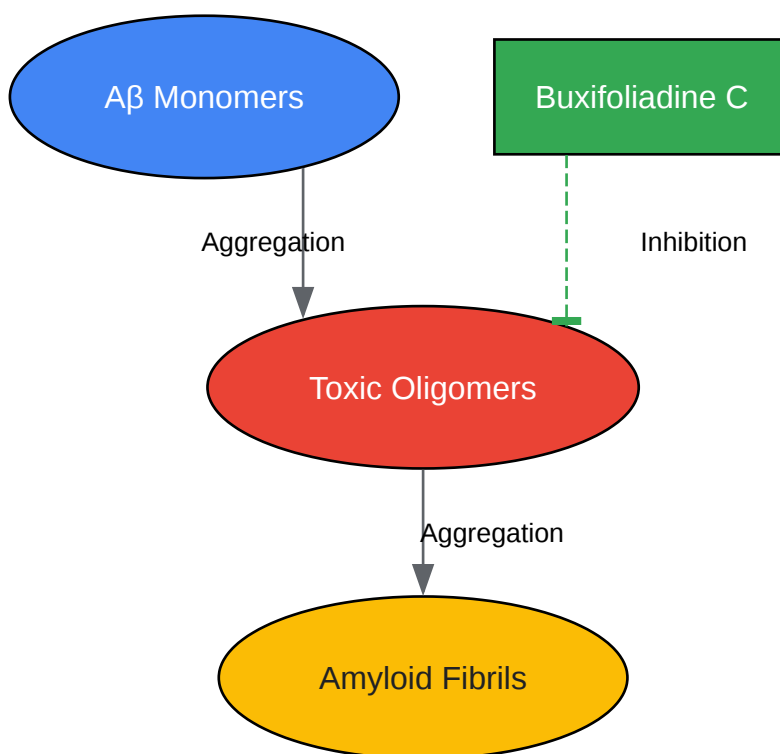 Aβ Monomers
Buxifoliadine C
Aggregation
Inhibition
Toxic Oligomers
Aggregation
Amyloid Fibrils